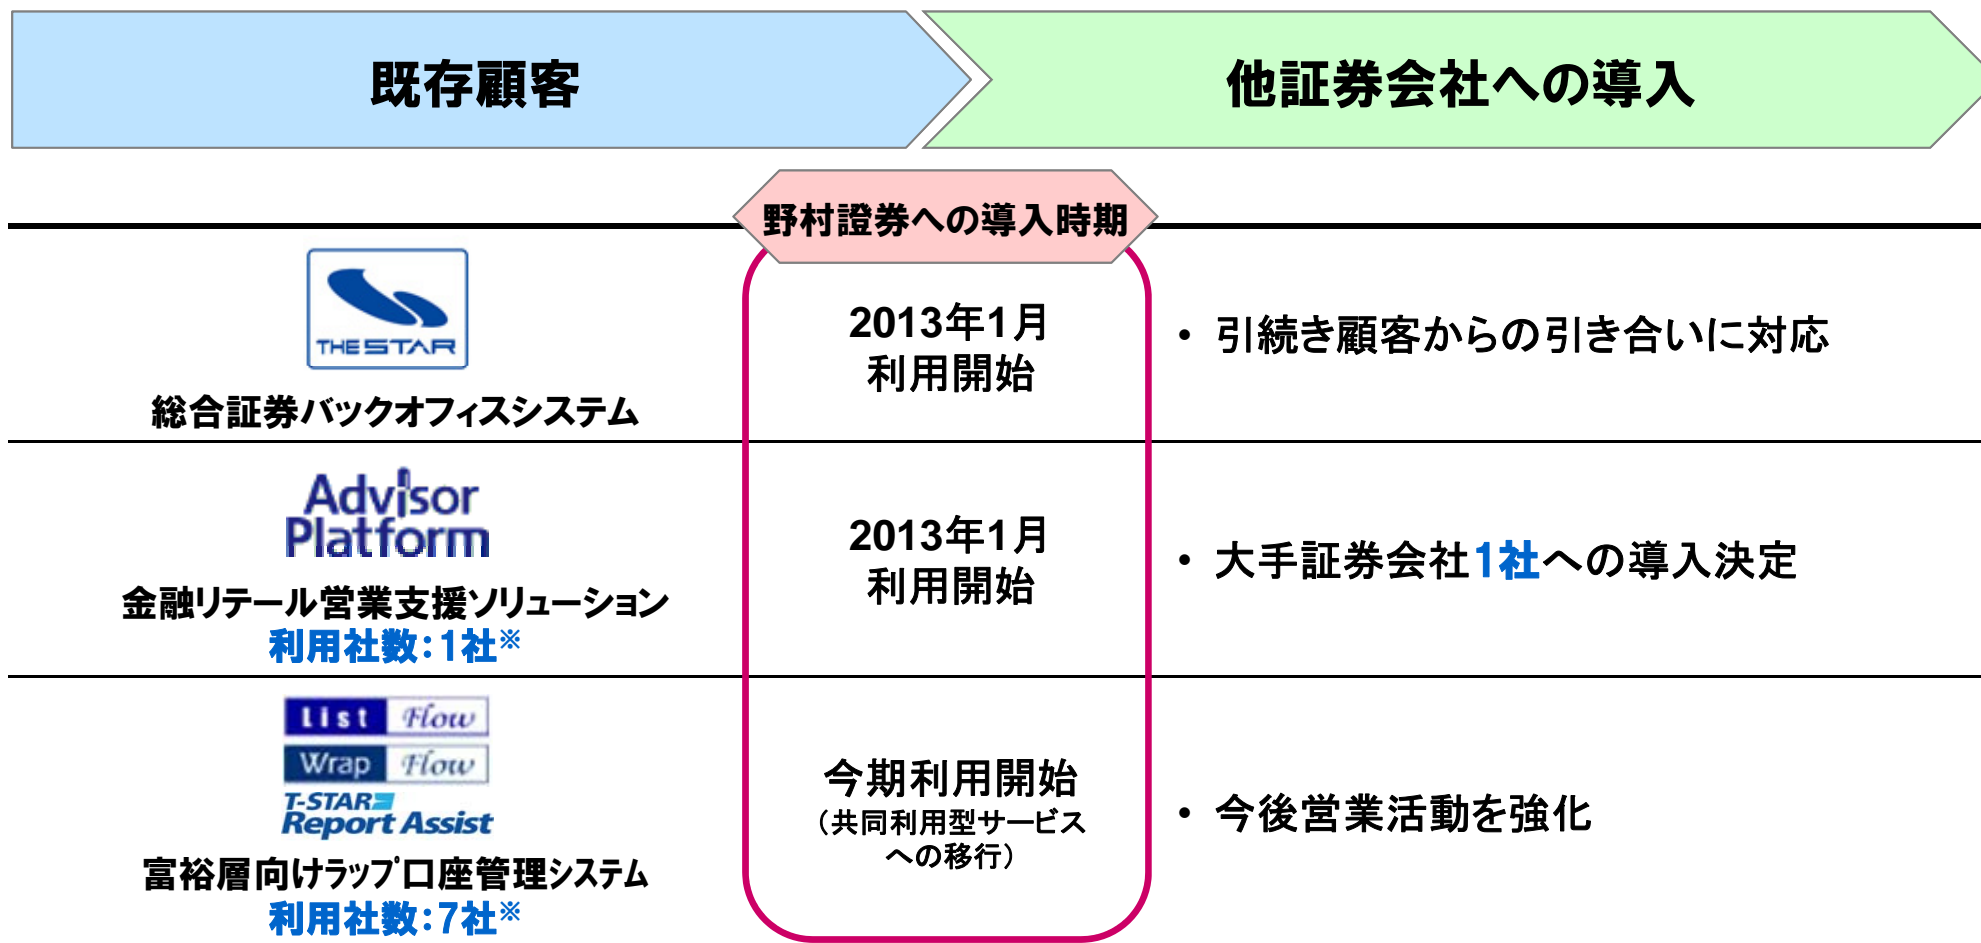 既存顧客
他証券会社への導入
野村證券への導入時期
THE STAR
総合証券バックオフィスシステム
2013年1月
利用開始
• 引続き顧客からの引き合いに対応
Advisor
Platform
金融リテール営業支援ソリューション
利用社数：1社※
2013年1月
利用開始
• 大手証券会社1社への導入決定
List Flow
Wrap Flow
T-STAR
Report Assist
富裕層向けラップ口座管理システム
利用社数：7社※
今期利用開始
（共同利用型サービス
への移行）
• 今後営業活動を強化